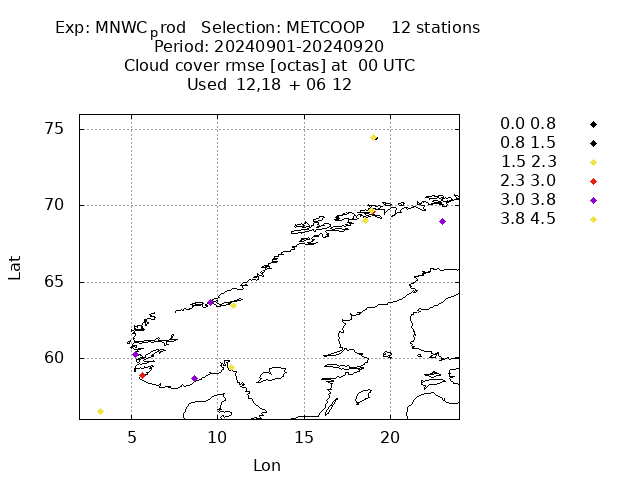 Exp: MNWCprod   Selection: METCOOP     12 stations
Period: 20240901-20240920
Cloud cover rmse [octas] at  00 UTC
Used  12,18 + 06 12
0.0 0.8
0.8 1.5
1.5 2.3
2.3 3.0
3.0 3.8
3.8 4.5
75
70
65
60
Lat
5 10 15 20
Lon